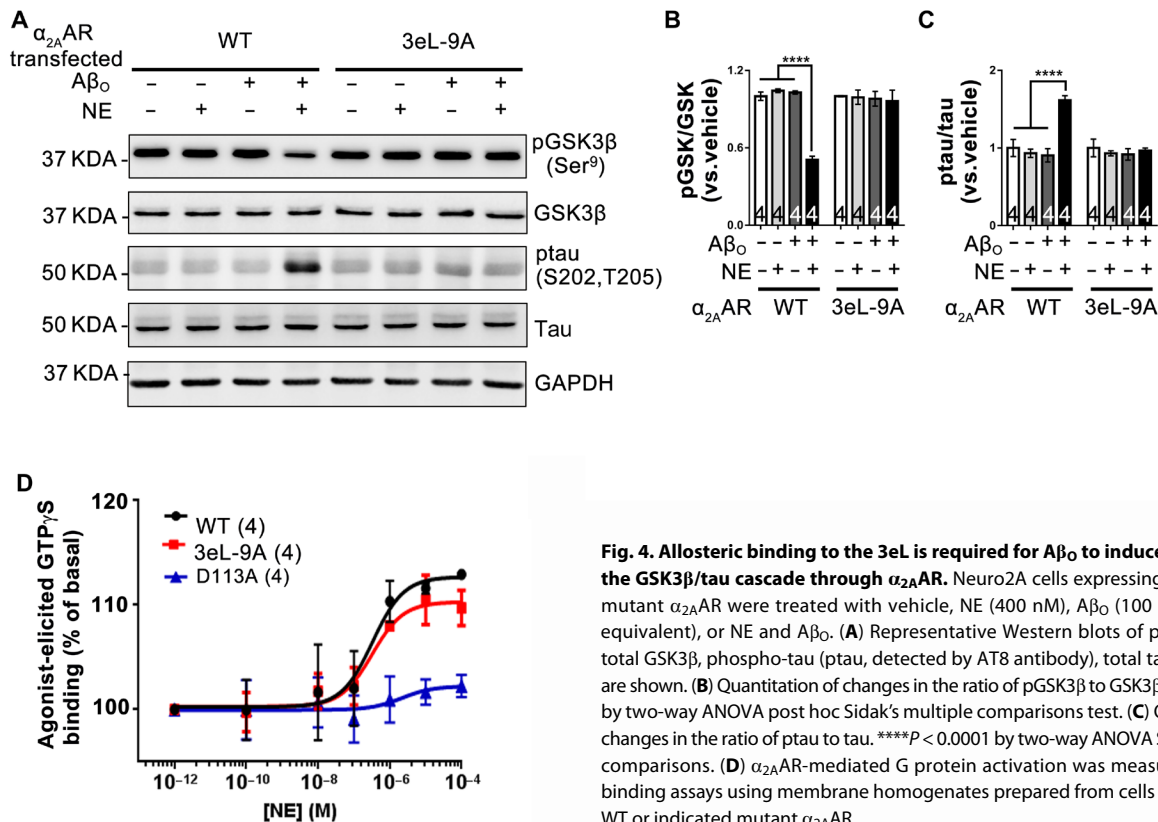 A
α2AAR
transfected
WT
3eL-9A
AβO
– – + + – – + +
NE
– + – + – + – +
37 KDA
pGSK3β
(Ser9)
37 KDA
GSK3β
50 KDA
ptau
(S202,T205)
50 KDA
Tau
37 KDA
GAPDH
B
pGSK/GSK
(vs.vehicle)
1.2
0.6
0.0
****
4 4 4 4 4 4 4 4
AβO – – + + – – + +
NE – + – + – + – +
α2AAR WT 3eL-9A
C
ptau/tau
(vs.vehicle)
2
1
0
****
4 4 4 4 4 4 4 4
AβO – – + + – – + +
NE – + – + – + – +
α2AAR WT 3eL-9A
D
Agonist-elicited GTPγS
binding (% of basal)
120
110
100
WT (4)
3eL-9A (4)
D113A (4)
10−12 10−10 10−8 10−6 10−4
[NE] (M)
Fig. 4. Allosteric binding to the 3eL is required for AβO to induce
the GSK3β/tau cascade through α2AAR. Neuro2A cells expressing
mutant α2AAR were treated with vehicle, NE (400 nM), AβO (100
equivalent), or NE and AβO. (A) Representative Western blots of p
total GSK3β, phospho-tau (ptau, detected by AT8 antibody), total ta
are shown. (B) Quantitation of changes in the ratio of pGSK3β to GSK3β
by two-way ANOVA post hoc Sidak's multiple comparisons test. (C)
changes in the ratio of ptau to tau. ****P < 0.0001 by two-way ANOVA
comparisons. (D) α2AAR-mediated G protein activation was measu
binding assays using membrane homogenates prepared from cells
WT or indicated mutant α2AAR.